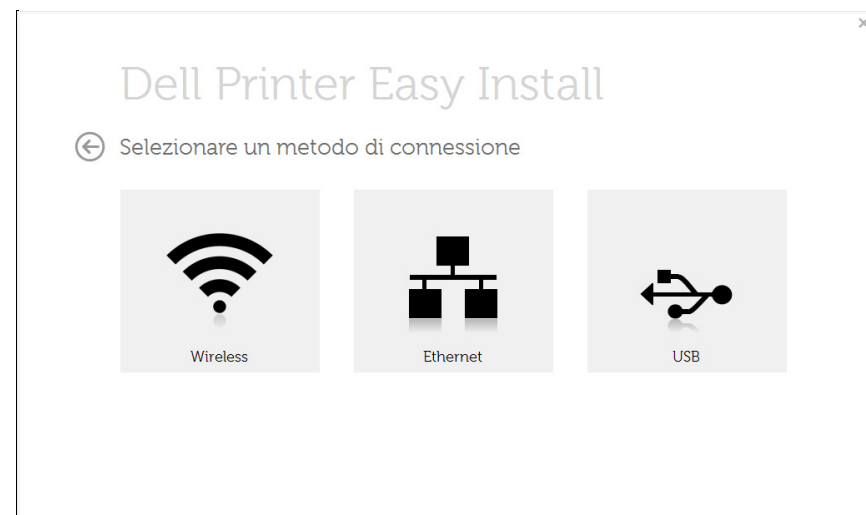 Dell Printer Easy Install
Selezionare un metodo di connessione
Wireless
Ethernet
USB